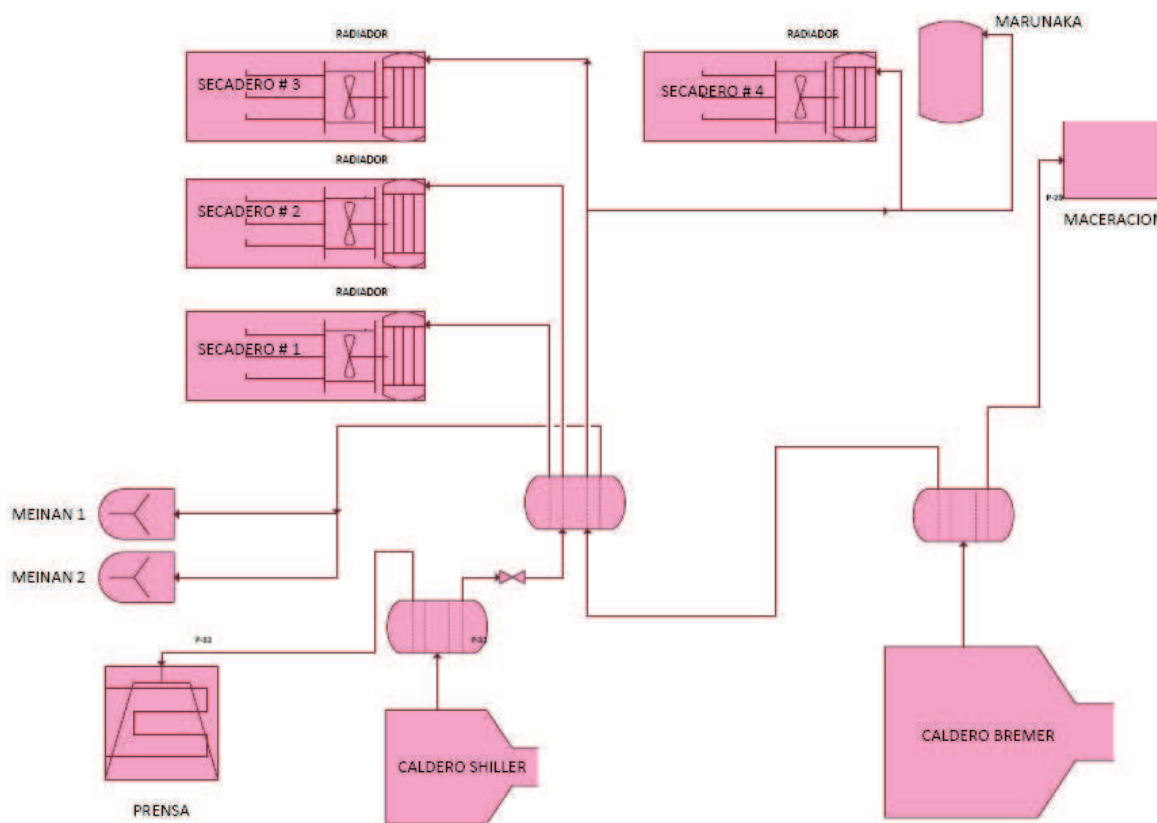 MARUNAKA
RADIADOR
RADIADOR
SECADERO # 3
SECADERO # 4
RADIADOR
SECADERO # 2
MACERACION
RADIADOR
SECADERO # 1
MEINAN 1
MEINAN 2
P-33
CALDERO BREMER
CALDERO SHILLER
PRENSA